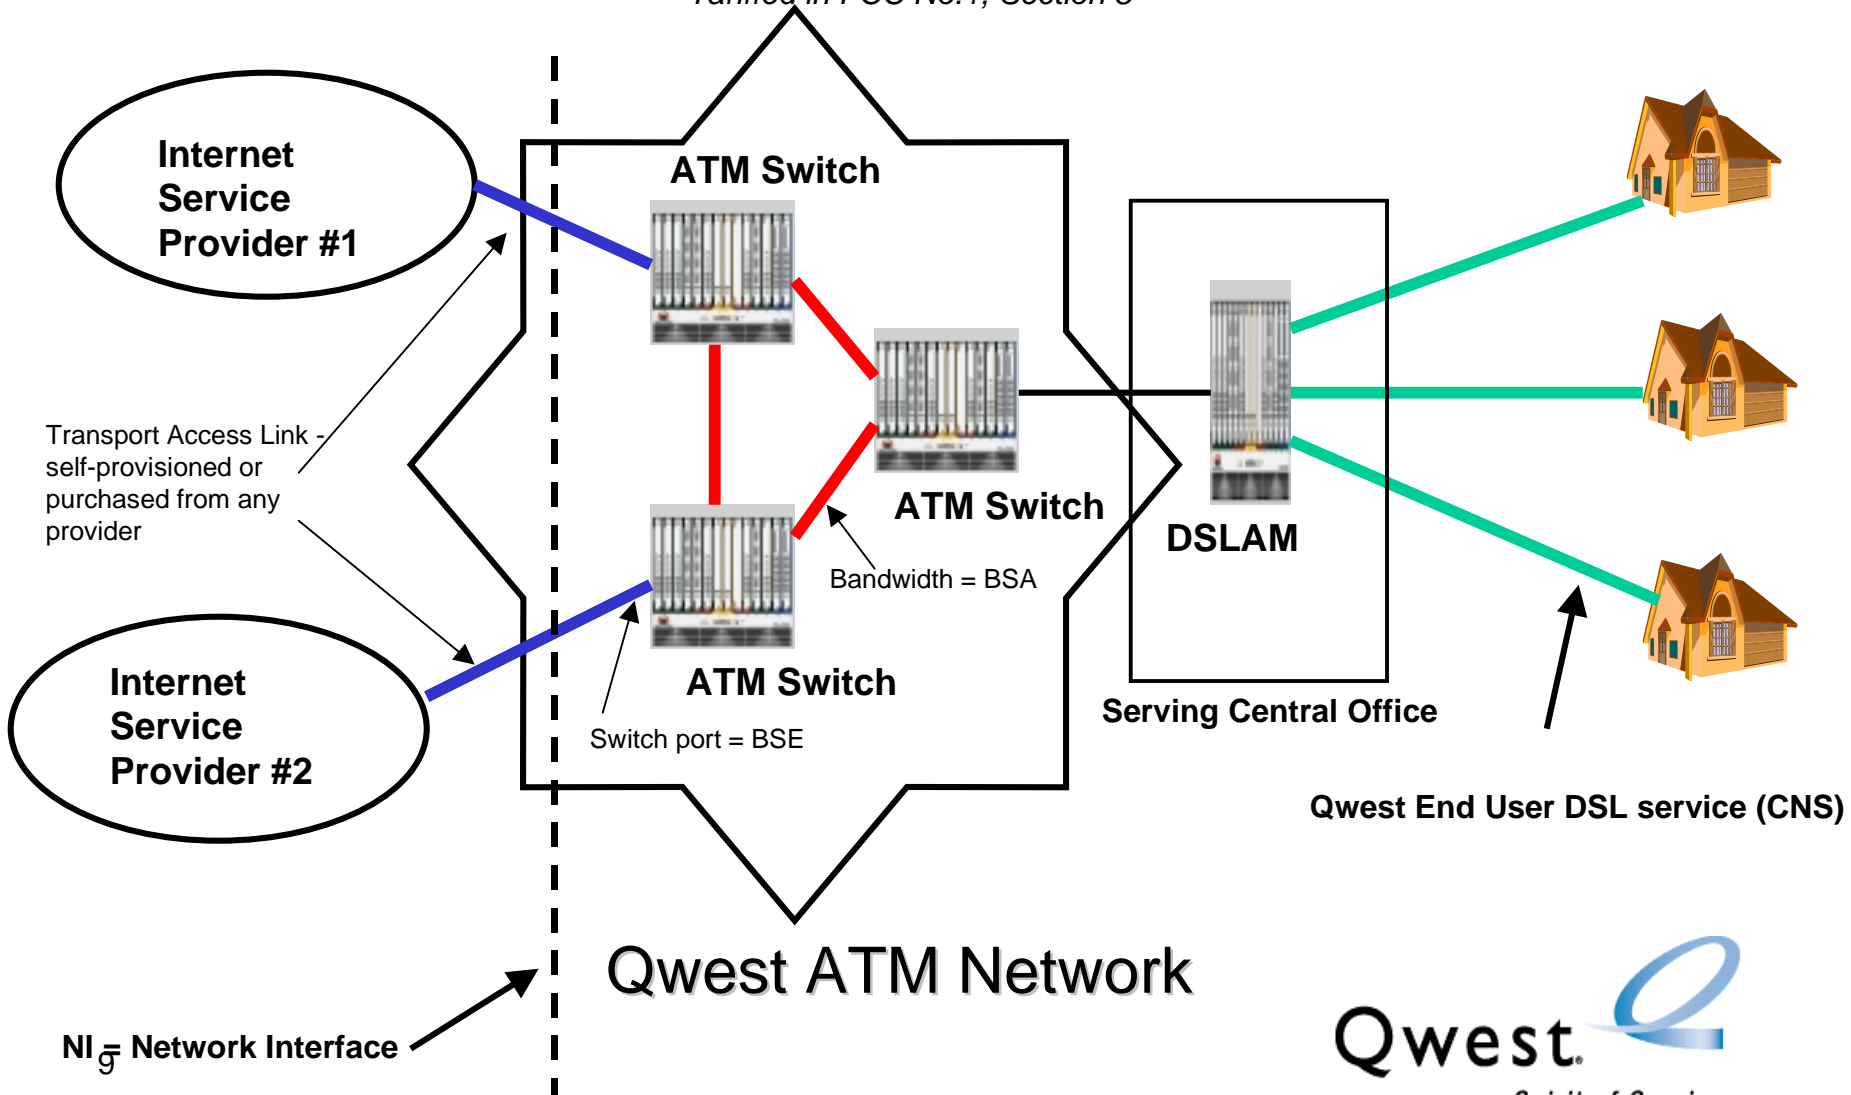 Internet
Service
Provider #1
ATM Switch
Transport Access Link -
self-provisioned or
purchased from any
provider
ATM Switch
DSLAM
Bandwidth = BSA
Internet
Service
Provider #2
ATM Switch
Switch port = BSE
Serving Central Office
Qwest End User DSL service (CNS)
Qwest ATM Network
NI = Network Interface
9
Qwest.